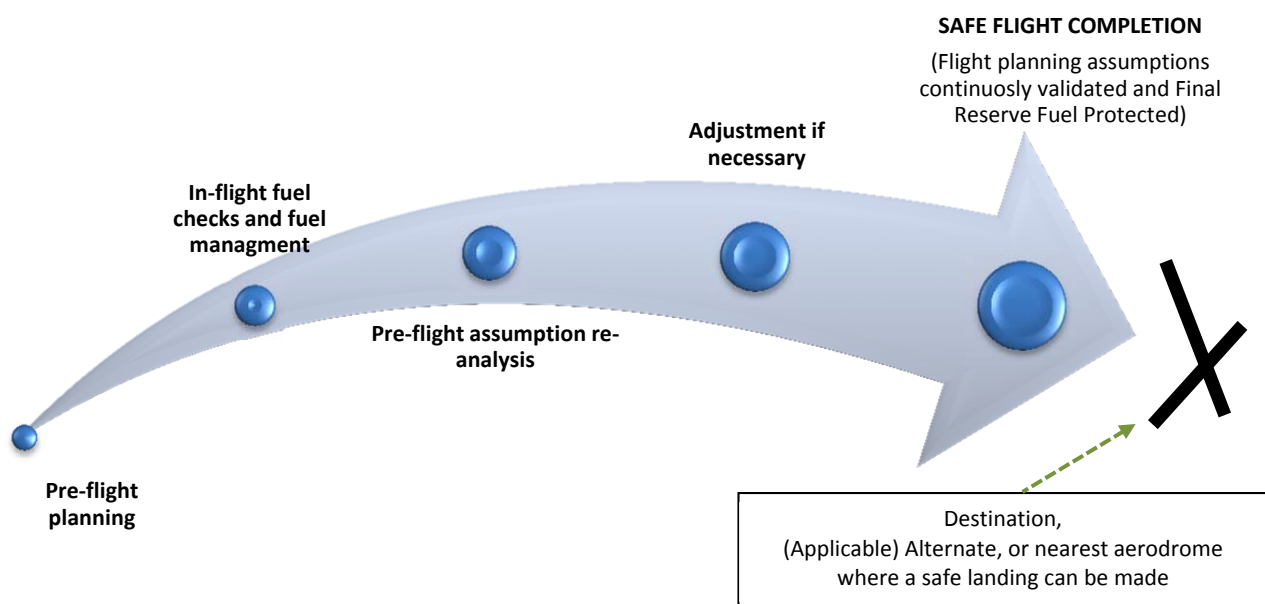 SAFE FLIGHT COMPLETION
(Flight planning assumptions
continuosly validated and Final
Reserve Fuel Protected)
Adjustment if
necessary
In-flight fuel
checks and fuel
managment
Pre-flight assumption re-
analysis
Pre-flight
planning
Destination,
(Applicable) Alternate, or nearest aerodrome
where a safe landing can be made